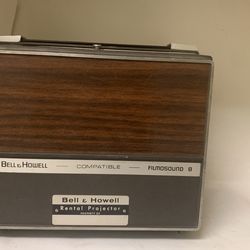 BELL & HOWELL — COMPATIBLE — FILMOSOUND 8
Bell & Howell
Rental Projector